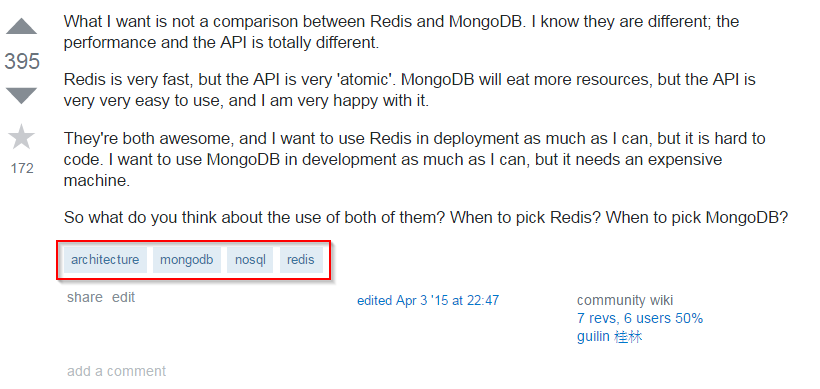 What I want is not a comparison between Redis and MongoDB. I know they are different; the
performance and the API is totally different.
395
Redis is very fast, but the API is very 'atomic'. MongoDB will eat more resources, but the API is
very very easy to use, and I am very happy with it.
They're both awesome, and I want to use Redis in deployment as much as I can, but it is hard to
code. I want to use MongoDB in development as much as I can, but it needs an expensive
machine.
172
So what do you think about the use of both of them? When to pick Redis? When to pick MongoDB?
architecture mongodb nosql redis
share edit
edited Apr 3 '15 at 22:47
community wiki
7 revs, 6 users 50%
guilin 桂林
add a comment